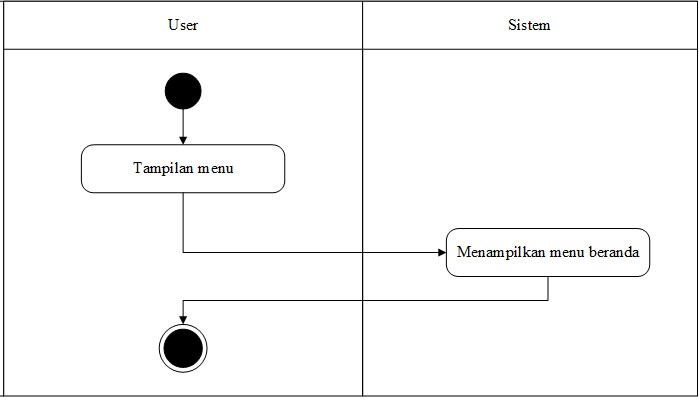 User
Sistem
Tampilan menu
Menampilkan menu beranda